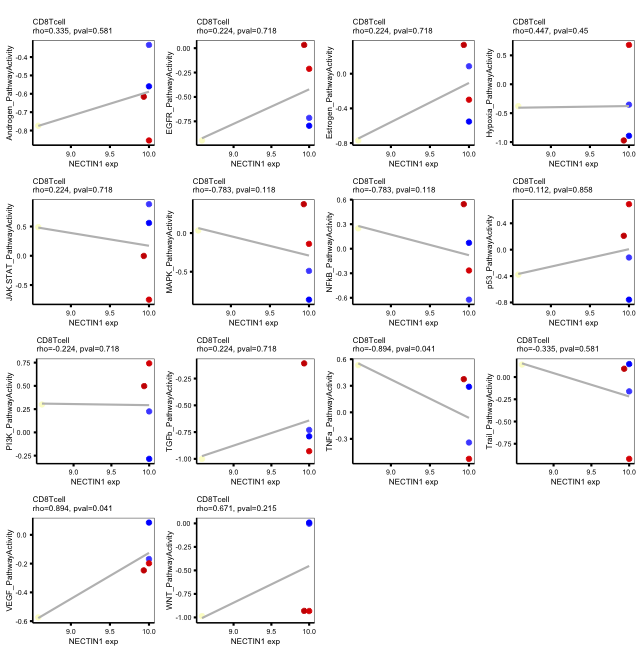 CD8Tcell
rho=0.335, pval=0.581
Androgen_PathwayActivity
-0.4
-0.5
-0.6
-0.7
-0.8
9.0 9.5 10.0
NECTIN1 exp
CD8Tcell
rho=0.224, pval=0.718
EGFR_PathwayActivity
0.00
-0.25
-0.50
-0.75
9.0 9.5 10.0
NECTIN1 exp
CD8Tcell
rho=0.224, pval=0.718
Estrogen_PathwayActivity
0.0
-0.4
-0.8
9.0 9.5 10.0
NECTIN1 exp
CD8Tcell
rho=0.447, pval=0.45
Hypoxia_PathwayActivity
0.5
0.0
-0.5
-1.0
9.0 9.5 10.0
NECTIN1 exp
CD8Tcell
rho=0.224, pval=0.718
JAK-STAT_PathwayActivity
0.5
0.0
-0.5
9.0 9.5 10.0
NECTIN1 exp
CD8Tcell
rho=-0.783, pval=0.118
MAPK_PathwayActivity
0.0
-0.5
9.0 9.5 10.0
NECTIN1 exp
CD8Tcell
rho=-0.783, pval=0.118
NFkB_PathwayActivity
0.6
0.3
0.0
-0.3
-0.6
9.0 9.5 10.0
NECTIN1 exp
CD8Tcell
rho=0.112, pval=0.858
p53_PathwayActivity
0.4
0.0
-0.4
-0.8
9.0 9.5 10.0
NECTIN1 exp
CD8Tcell
rho=-0.224, pval=0.718
PI3K_PathwayActivity
0.75
0.50
0.25
0.00
-0.25
9.0 9.5 10.0
NECTIN1 exp
CD8Tcell
rho=0.224, pval=0.718
TGFb_PathwayActivity
-0.25
-0.50
-0.75
-1.00
9.0 9.5 10.0
NECTIN1 exp
CD8Tcell
rho=-0.894, pval=0.041
TNFa_PathwayActivity
0.6
0.3
0.0
-0.3
9.0 9.5 10.0
NECTIN1 exp
CD8Tcell
rho=-0.335, pval=0.581
Trail_PathwayActivity
0.00
-0.25
-0.50
-0.75
9.0 9.5 10.0
NECTIN1 exp
CD8Tcell
rho=0.894, pval=0.041
VEGF_PathwayActivity
0.0
-0.2
-0.4
-0.6
9.0 9.5 10.0
NECTIN1 exp
CD8Tcell
rho=0.671, pval=0.215
WNT_PathwayActivity
0.00
-0.25
-0.50
-0.75
-1.00
9.0 9.5 10.0
NECTIN1 exp